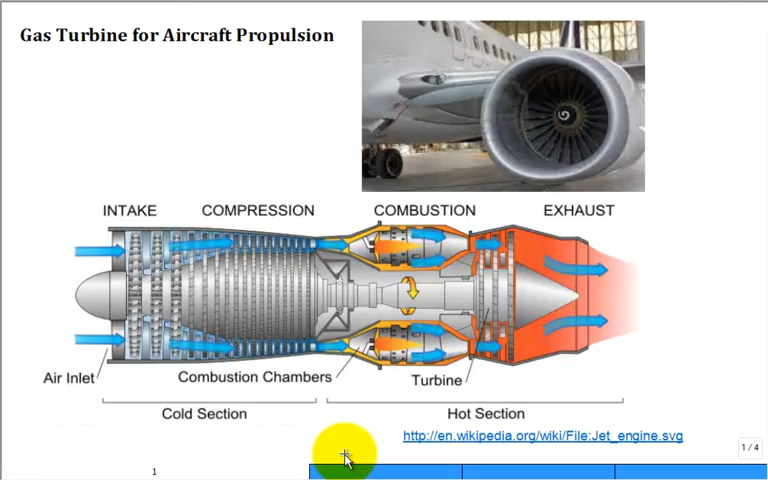 Gas Turbine for Aircraft Propulsion
INTAKE COMPRESSION COMBUSTION EXHAUST
Air Inlet
Combustion Chambers
Turbine
Cold Section
Hot Section
http://en.wikipedia.org/wiki/File:Jet_engine.svg
1 / 4
1